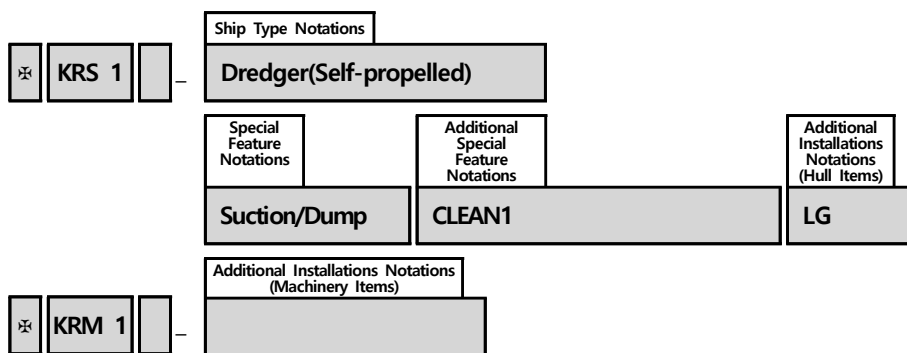 Ship Type Notations
✠ KRS 1 _ Dredger(Self-propelled)
Special
Feature
Notations
Additional
Special
Feature
Notations
Additional
Installations
Notations
(Hull Items)
Suction/Dump
CLEAN1
LG
Additional Installations Notations
(Machinery Items)
✠ KRM 1 _